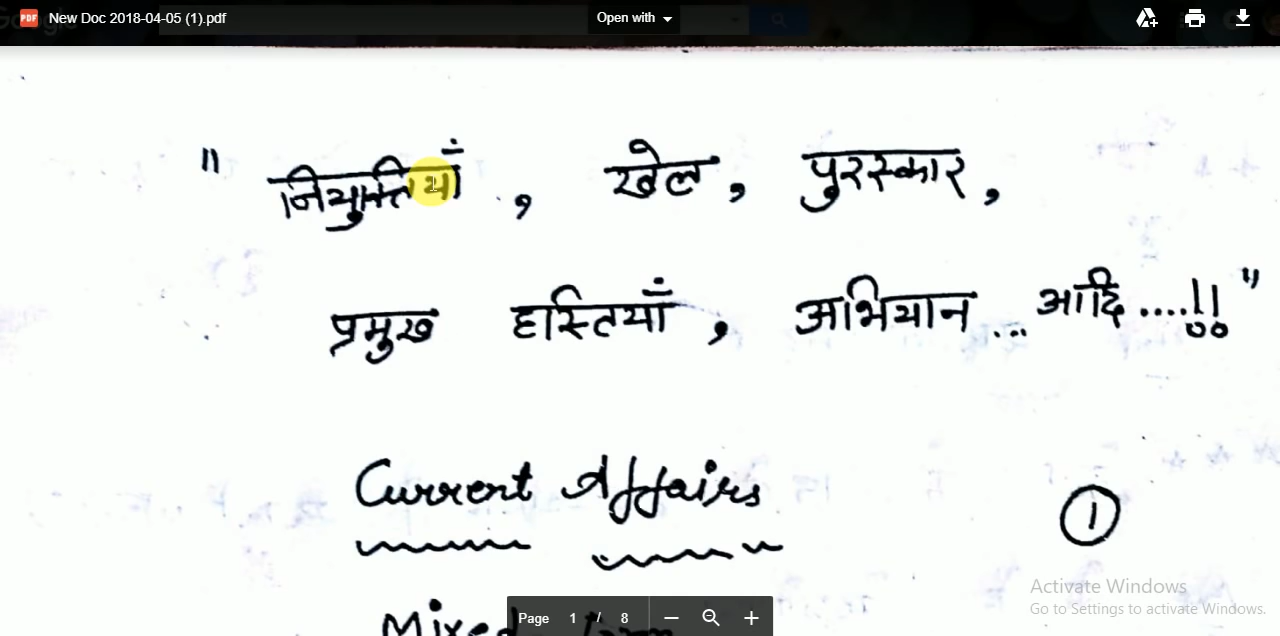 New Doc 2018-04-05 (1).pdf
Open with
" नियुक्तियाँ , खेल , पुरस्कार ,
प्रमुख हस्तियाँ , अभियान ... आदि ....!! "
Current Affairs
1
Activate Windows
Go to Settings to activate Windows.
Mixed
Page 1 / 8